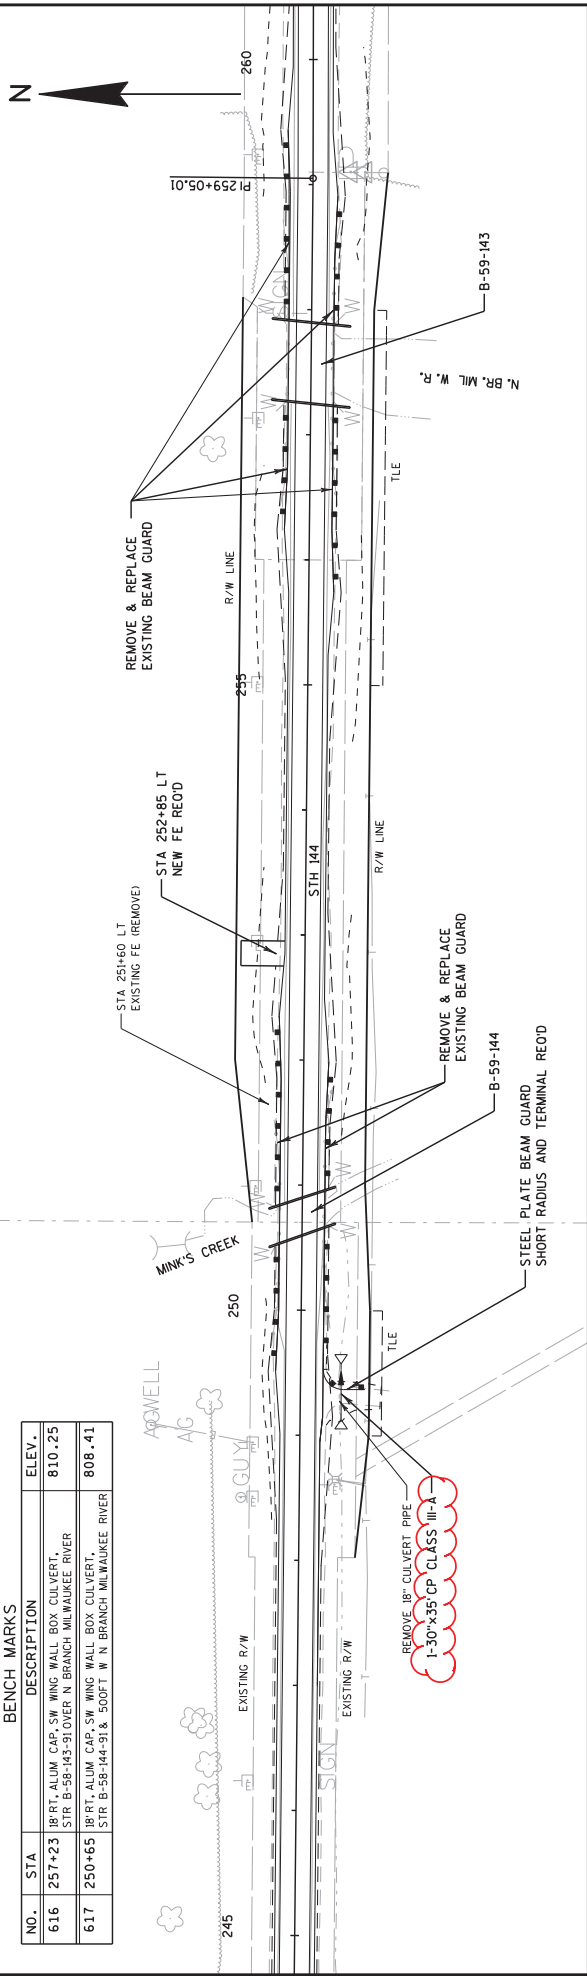 BENCH MARKS
NO. STA DESCRIPTION ELEV.
616 257+23 18'RT, ALUM CAP, SW WING WALL BOX CULVERT, 810.25
STR B-58-143-91 OVER N BRANCH MILWAUKEE RIVER
617 250+65 18'RT, ALUM CAP, SW WING WALL BOX CULVERT, 808.41
STR B-58-144-91 & 500FT W N BRANCH MILWAUKEE RIVER
N
245
250
255
260
PI 259+05.01
AGWELL
AG
GUY
SIGN
SIGN
W
W
W
W
W
W
W
EXISTING R/W
EXISTING R/W
MINK'S CREEK
STA 251+60 LT
EXISTING FE (REMOVE)
STA 252+85 LT
NEW FE REQ'D
R/W LINE
REMOVE & REPLACE
EXISTING BEAM GUARD
STH 144
R/W LINE
TLE
TLE
REMOVE 18" CULVERT PIPE
1-30"x35'CP CLASS III-A
STEEL PLATE BEAM GUARD
SHORT RADIUS AND TERMINAL REQ'D
B-59-144
REMOVE & REPLACE
EXISTING BEAM GUARD
N. BR. MIL W. R.
B-59-143